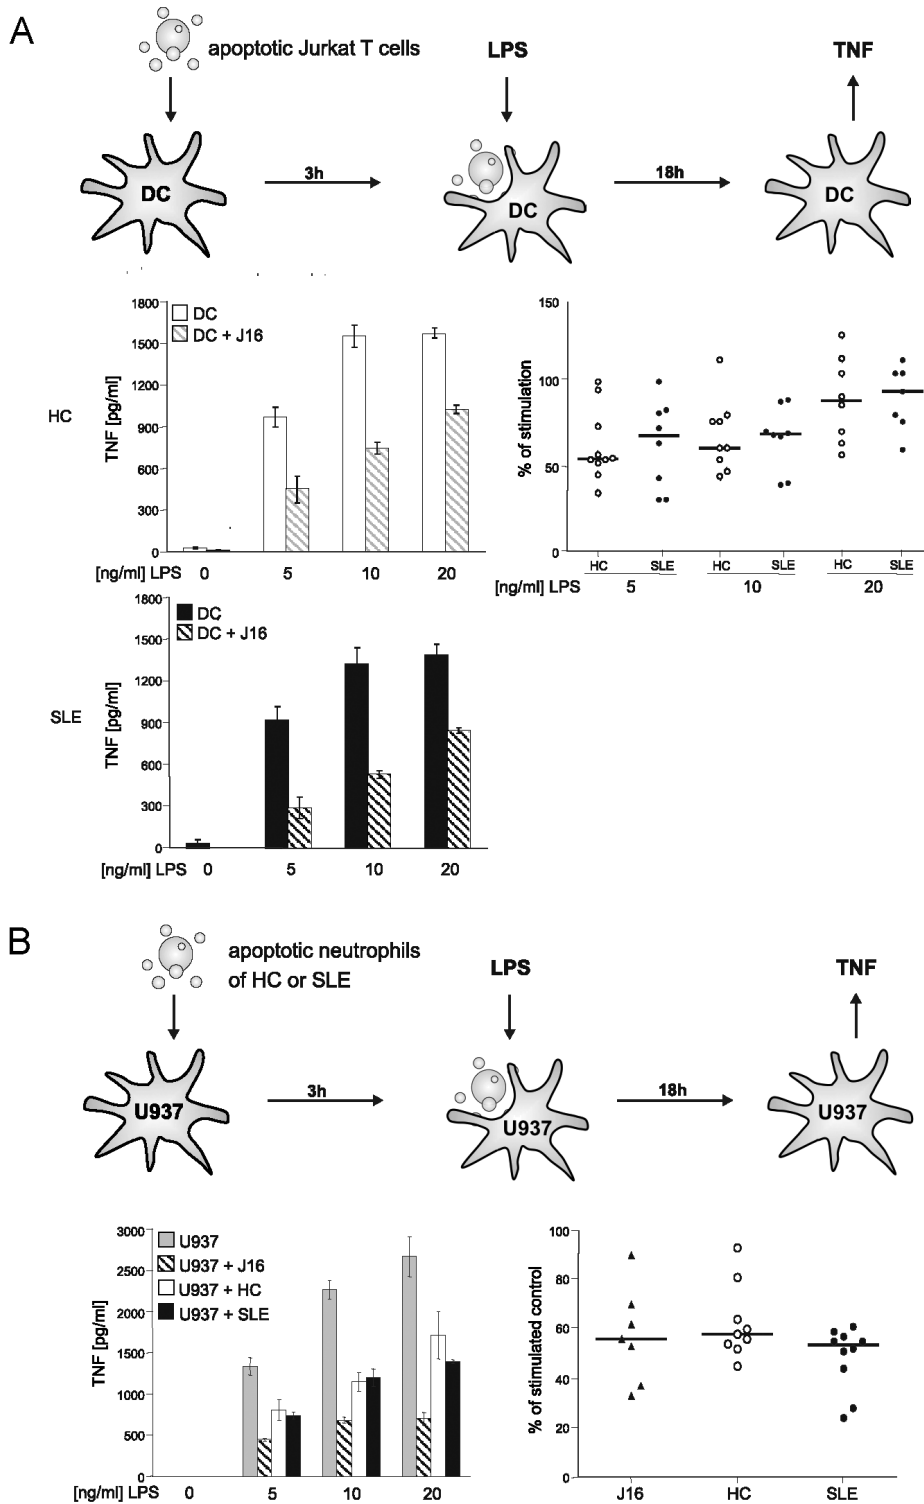 A
apoptotic Jurkat T cells
LPS
TNF
DC
3h
DC
18h
DC
HC
TNF [pg/ml]
1800
1500
1200
900
600
300
0
DC
DC + J16
[ng/ml] LPS 0 5 10 20
% of stimulation
150
100
50
0
HC SLE HC SLE HC SLE
[ng/ml] LPS 5 10 20
SLE
TNF [pg/ml]
1800
1500
1200
900
600
300
0
DC
DC + J16
[ng/ml] LPS 0 5 10 20
B
apoptotic neutrophils
of HC or SLE
LPS
TNF
U937
3h
U937
18h
U937
TNF [pg/ml]
3000
2500
2000
1500
1000
500
0
U937
U937 + J16
U937 + HC
U937 + SLE
[ng/ml] LPS 0 5 10 20
% of stimulated control
100
80
60
40
20
0
J16 HC SLE